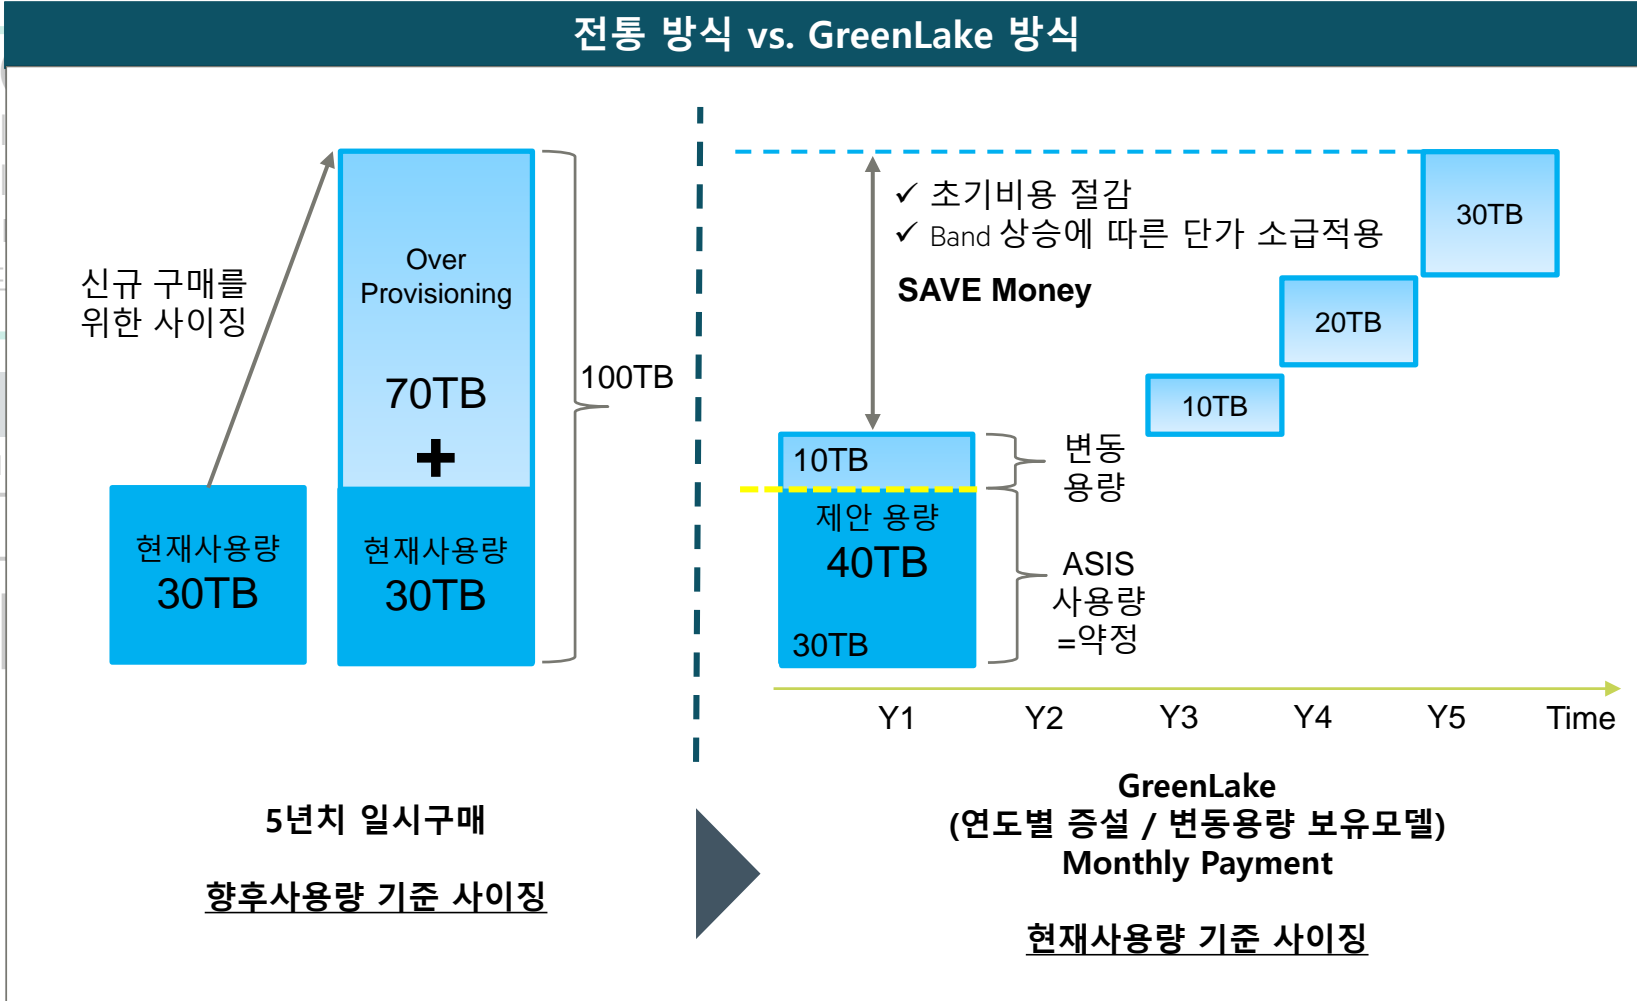 전통 방식 vs. GreenLake 방식
신규 구매를
위한 사이징
현재사용량
30TB
Over
Provisioning
70TB
+
현재사용량
30TB
100TB
✓ 초기비용 절감
✓ Band 상승에 따른 단가 소급적용
SAVE Money
30TB
20TB
10TB
10TB
변동
용량
제안 용량
40TB
30TB
ASIS
사용량
=약정
Y1 Y2 Y3 Y4 Y5 Time
5년치 일시구매
향후사용량 기준 사이징
GreenLake
(연도별 증설 / 변동용량 보유모델)
Monthly Payment
현재사용량 기준 사이징